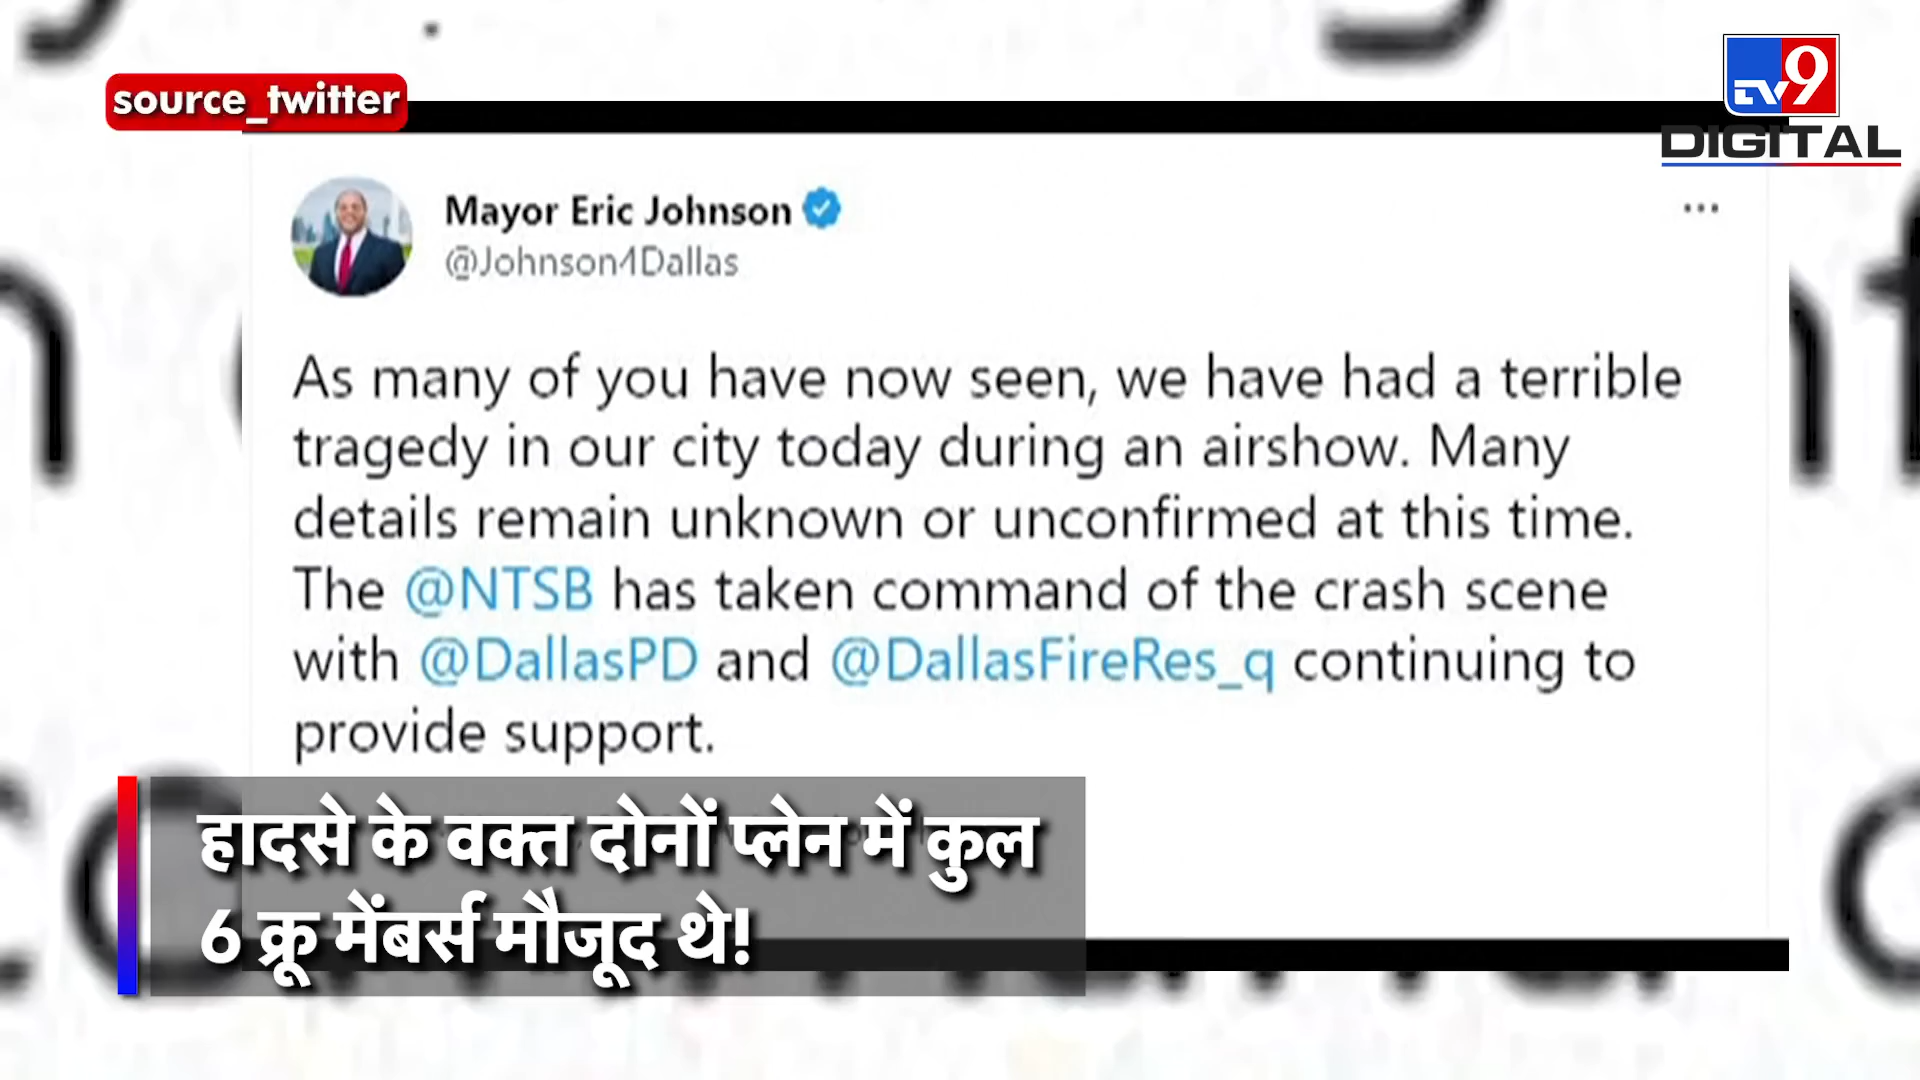 source_twitter
TV9
DIGITAL
Mayor Eric Johnson
@Johnson4Dallas
As many of you have now seen, we have had a terrible
tragedy in our city today during an airshow. Many
details remain unknown or unconfirmed at this time.
The @NTSB has taken command of the crash scene
with @DallasPD and @DallasFireRes_q continuing to
provide support.
हादसे के वक्त दोनों प्लेन में कुल
6 क्रू मेंबर्स मौजूद थे!